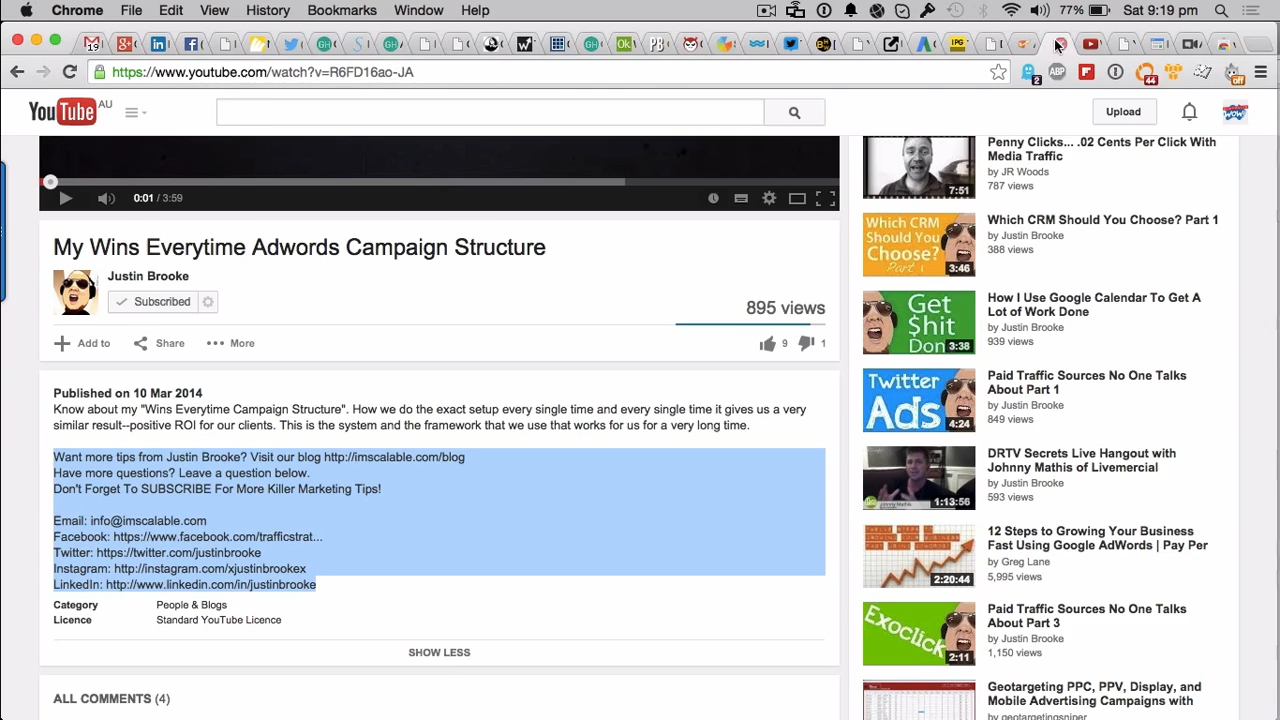 Chrome File Edit View History Bookmarks Window Help
77% Sat 9:19 pm
https://www.youtube.com/watch?v=R6FD16ao-JA
YouTube AU
Upload
0:01 / 3:59
My Wins Everytime Adwords Campaign Structure
Justin Brooke
Subscribed
895 views
Add to Share More
9 1
Published on 10 Mar 2014
Know about my "Wins Everytime Campaign Structure". How we do the exact setup every single time and every single time it gives us a very
similar result--positive ROI for our clients. This is the system and the framework that we use that works for us for a very long time.
Want more tips from Justin Brooke? Visit our blog http://imscalable.com/blog
Have more questions? Leave a question below.
Don't Forget To SUBSCRIBE For More Killer Marketing Tips!
Email: info@imscalable.com
Facebook: https://www.facebook.com/trafficstrat...
Twitter: https://twitter.com/justinbrooke
Instagram: http://instagram.com/xjustinbrookex
LinkedIn: http://www.linkedin.com/in/justinbrooke
Category People & Blogs
Licence Standard YouTube Licence
SHOW LESS
ALL COMMENTS (4)
7:51
Penny Clicks... .02 Cents Per Click With
Media Traffic
by JR Woods
787 views
Which CRM
Should You
Choose?
Part 1
3:46
Which CRM Should You Choose? Part 1
by Justin Brooke
388 views
Get
$hit
Don
3:38
How I Use Google Calendar To Get A
Lot of Work Done
by Justin Brooke
939 views
Twitter
Ads
4:24
Paid Traffic Sources No One Talks
About Part 1
by Justin Brooke
849 views
1:13:56
DRTV Secrets Live Hangout with
Johnny Mathis of Livemercial
by Justin Brooke
593 views
2:20:44
12 Steps to Growing Your Business
Fast Using Google AdWords | Pay Per
by Greg Lane
5,995 views
Exoclick
2:11
Paid Traffic Sources No One Talks
About Part 3
by Justin Brooke
1,150 views
Geotargeting PPC, PPV, Display, and
Mobile Advertising Campaigns with
by geotargetingsniper